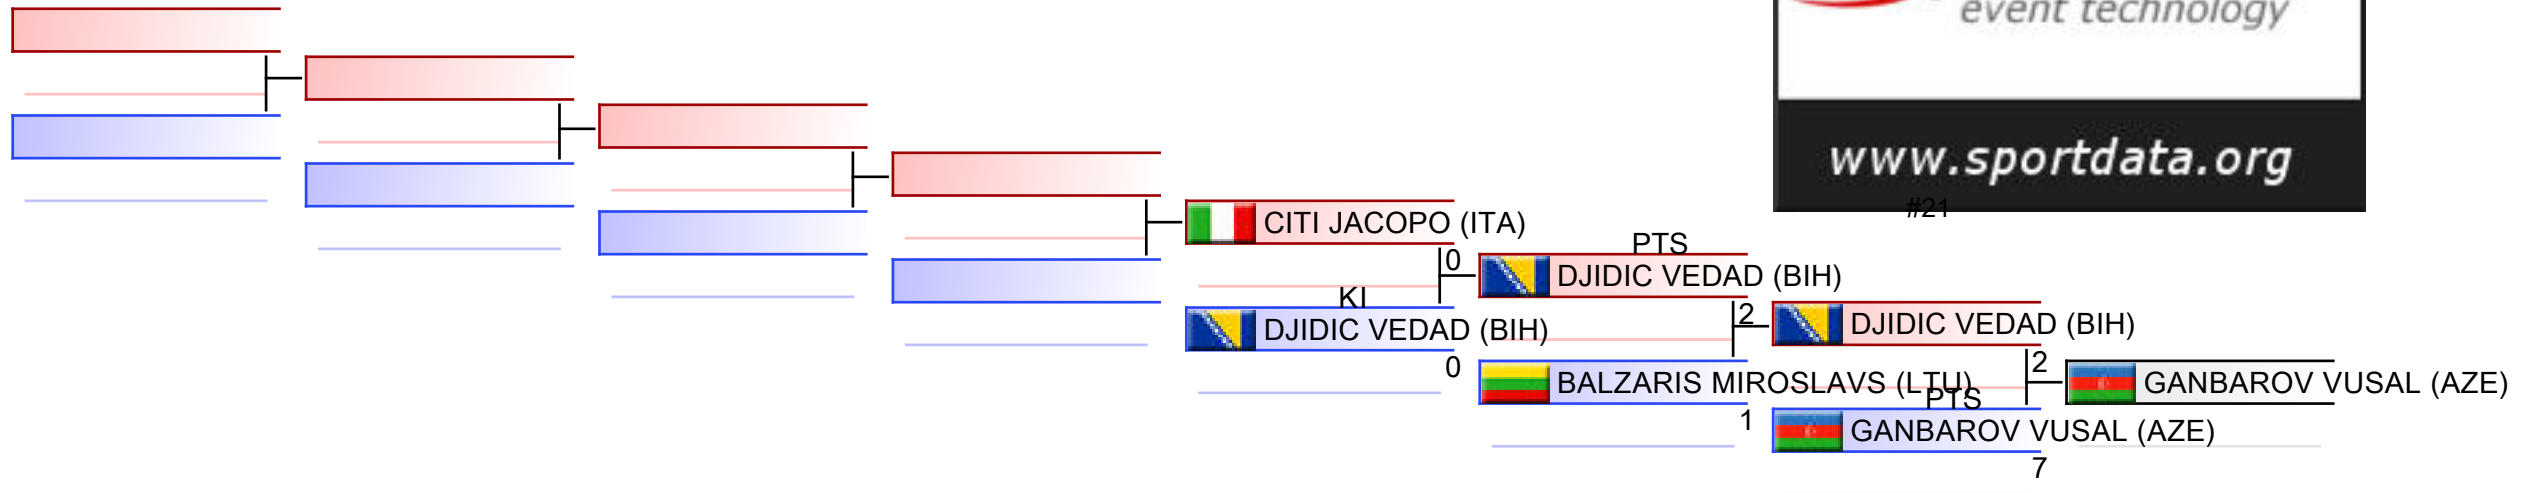 event technology
www.sportdata.org
#21
CITI JACOPO (ITA)
0
PTS
DJIDIC VEDAD (BIH)
KI
DJIDIC VEDAD (BIH)
0
2
DJIDIC VEDAD (BIH)
BALZARIS MIROSLAVS (LTU)
1
2
GANBAROV VUSAL (AZE)
PTS
GANBAROV VUSAL (AZE)
7